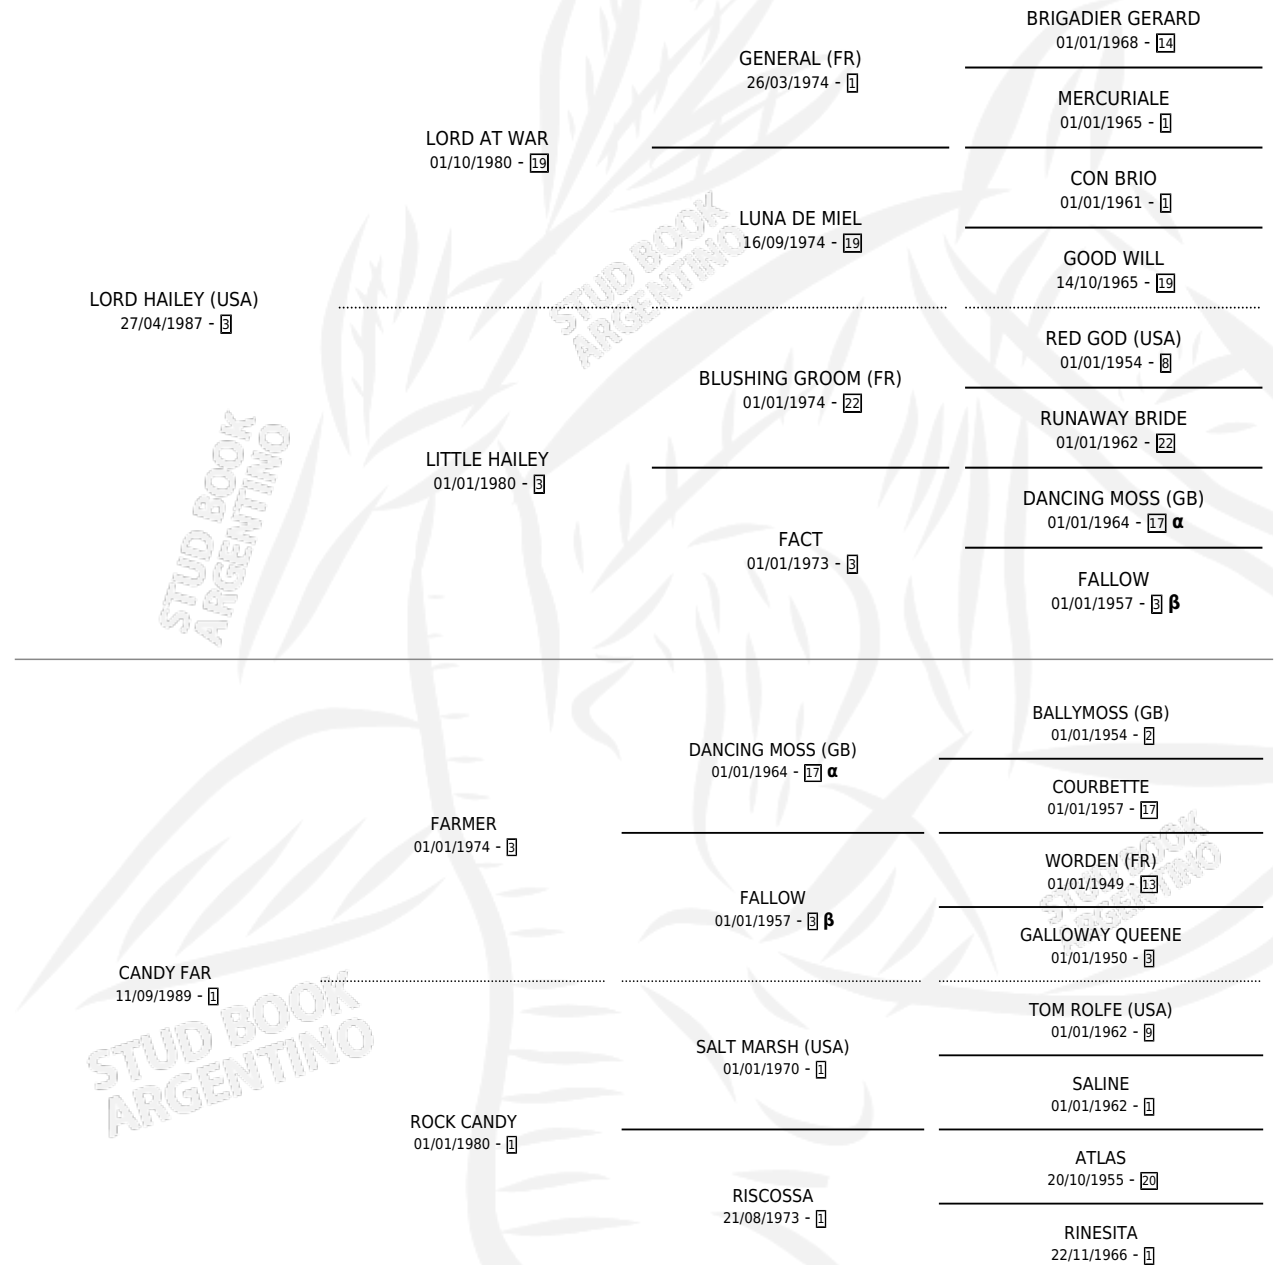 BRIGADIER GERARD
01/01/1968 - 14
GENERAL (FR)
26/03/1974 - 1
MERCURIALE
01/01/1965 - 1
LORD AT WAR
01/10/1980 - 19
CON BRIO
01/01/1961 - 1
LUNA DE MIEL
16/09/1974 - 19
GOOD WILL
14/10/1965 - 19
LORD HAILEY (USA)
27/04/1987 - 3
RED GOD (USA)
01/01/1954 - 8
BLUSHING GROOM (FR)
01/01/1974 - 22
RUNAWAY BRIDE
01/01/1962 - 22
LITTLE HAILEY
01/01/1980 - 3
DANCING MOSS (GB)
01/01/1964 - 17 α
FACT
01/01/1973 - 3
FALLOW
01/01/1957 - 3 β
BALLYMOSS (GB)
01/01/1954 - 2
DANCING MOSS (GB)
01/01/1964 - 17 α
COURBETTE
01/01/1957 - 17
FARMER
01/01/1974 - 3
WORDEN (FR)
01/01/1949 - 13
FALLOW
01/01/1957 - 3 β
GALLOWAY QUEENE
01/01/1950 - 3
CANDY FAR
11/09/1989 - 1
TOM ROLFE (USA)
01/01/1962 - 9
SALT MARSH (USA)
01/01/1970 - 1
SALINE
01/01/1962 - 1
ROCK CANDY
01/01/1980 - 1
ATLAS
20/10/1955 - 20
RISCOSSA
21/08/1973 - 1
RINESITA
22/11/1966 - 1
STUD BOOK
ARGENTINO
STUD BOOK
ARGENTINO
STUD BOOK
ARGENTINO
STUD BOOK
ARGENTINO